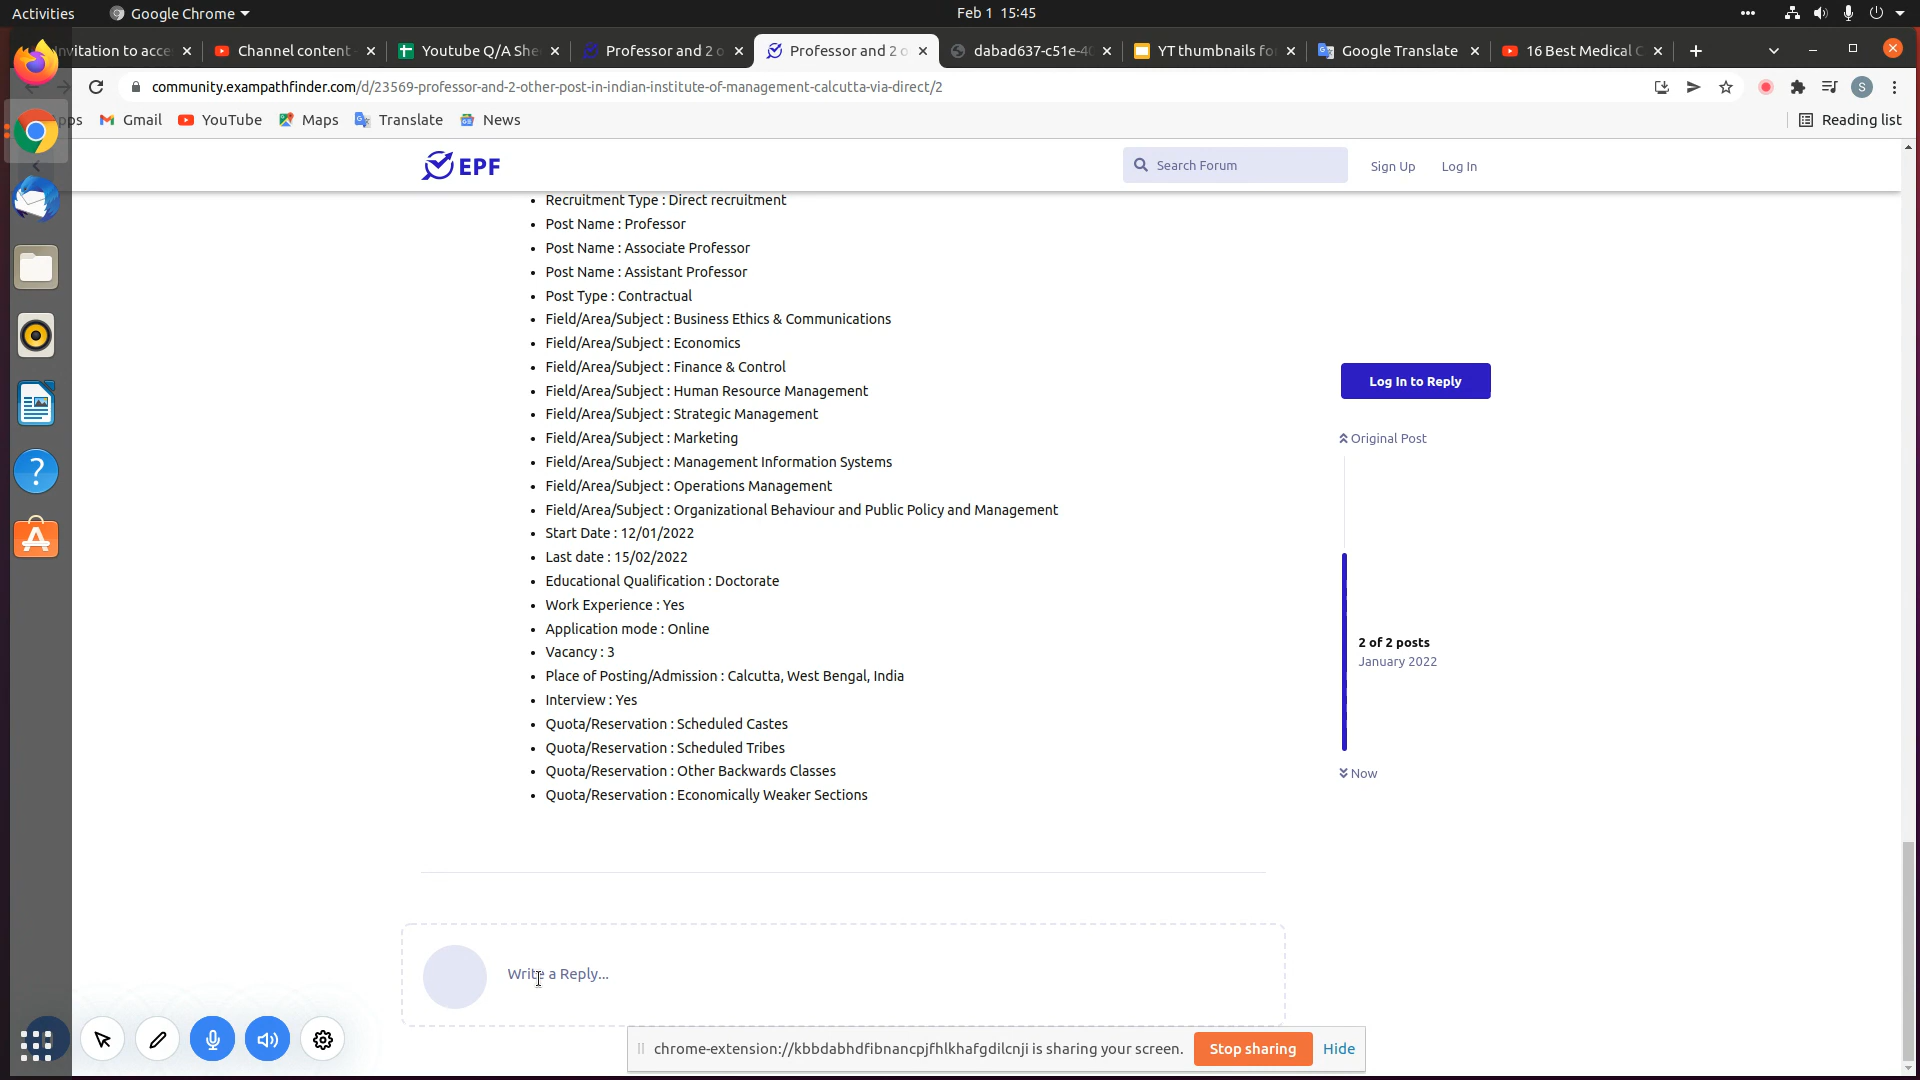 Activities
Google Chrome
Feb 1 15:45
nvitation to acce
Channel content
Youtube Q/A She
Professor and 2 o
Professor and 2 o
dabad637-c51e-4
YT thumbnails fo
Google Translate
16 Best Medical C
community.exampathfinder.com/d/23569-professor-and-2-other-post-in-indian-institute-of-management-calcutta-via-direct/2
S
pps
Gmail
YouTube
Maps
Translate
News
Reading list
EPF
Search Forum
Sign Up
Log In
• Recruitment Type : Direct recruitment
• Post Name : Professor
• Post Name : Associate Professor
• Post Name : Assistant Professor
• Post Type : Contractual
• Field/Area/Subject : Business Ethics & Communications
• Field/Area/Subject : Economics
• Field/Area/Subject : Finance & Control
• Field/Area/Subject : Human Resource Management
• Field/Area/Subject : Strategic Management
• Field/Area/Subject : Marketing
• Field/Area/Subject : Management Information Systems
• Field/Area/Subject : Operations Management
• Field/Area/Subject : Organizational Behaviour and Public Policy and Management
• Start Date : 12/01/2022
• Last date : 15/02/2022
• Educational Qualification : Doctorate
• Work Experience : Yes
• Application mode : Online
• Vacancy : 3
• Place of Posting/Admission : Calcutta, West Bengal, India
• Interview : Yes
• Quota/Reservation : Scheduled Castes
• Quota/Reservation : Scheduled Tribes
• Quota/Reservation : Other Backwards Classes
• Quota/Reservation : Economically Weaker Sections
Log In to Reply
Original Post
2 of 2 posts
January 2022
Now
Write a Reply...
chrome-extension://kbbdabhdfibnancpjfhlkhafgdilcnji is sharing your screen.
Stop sharing
Hide